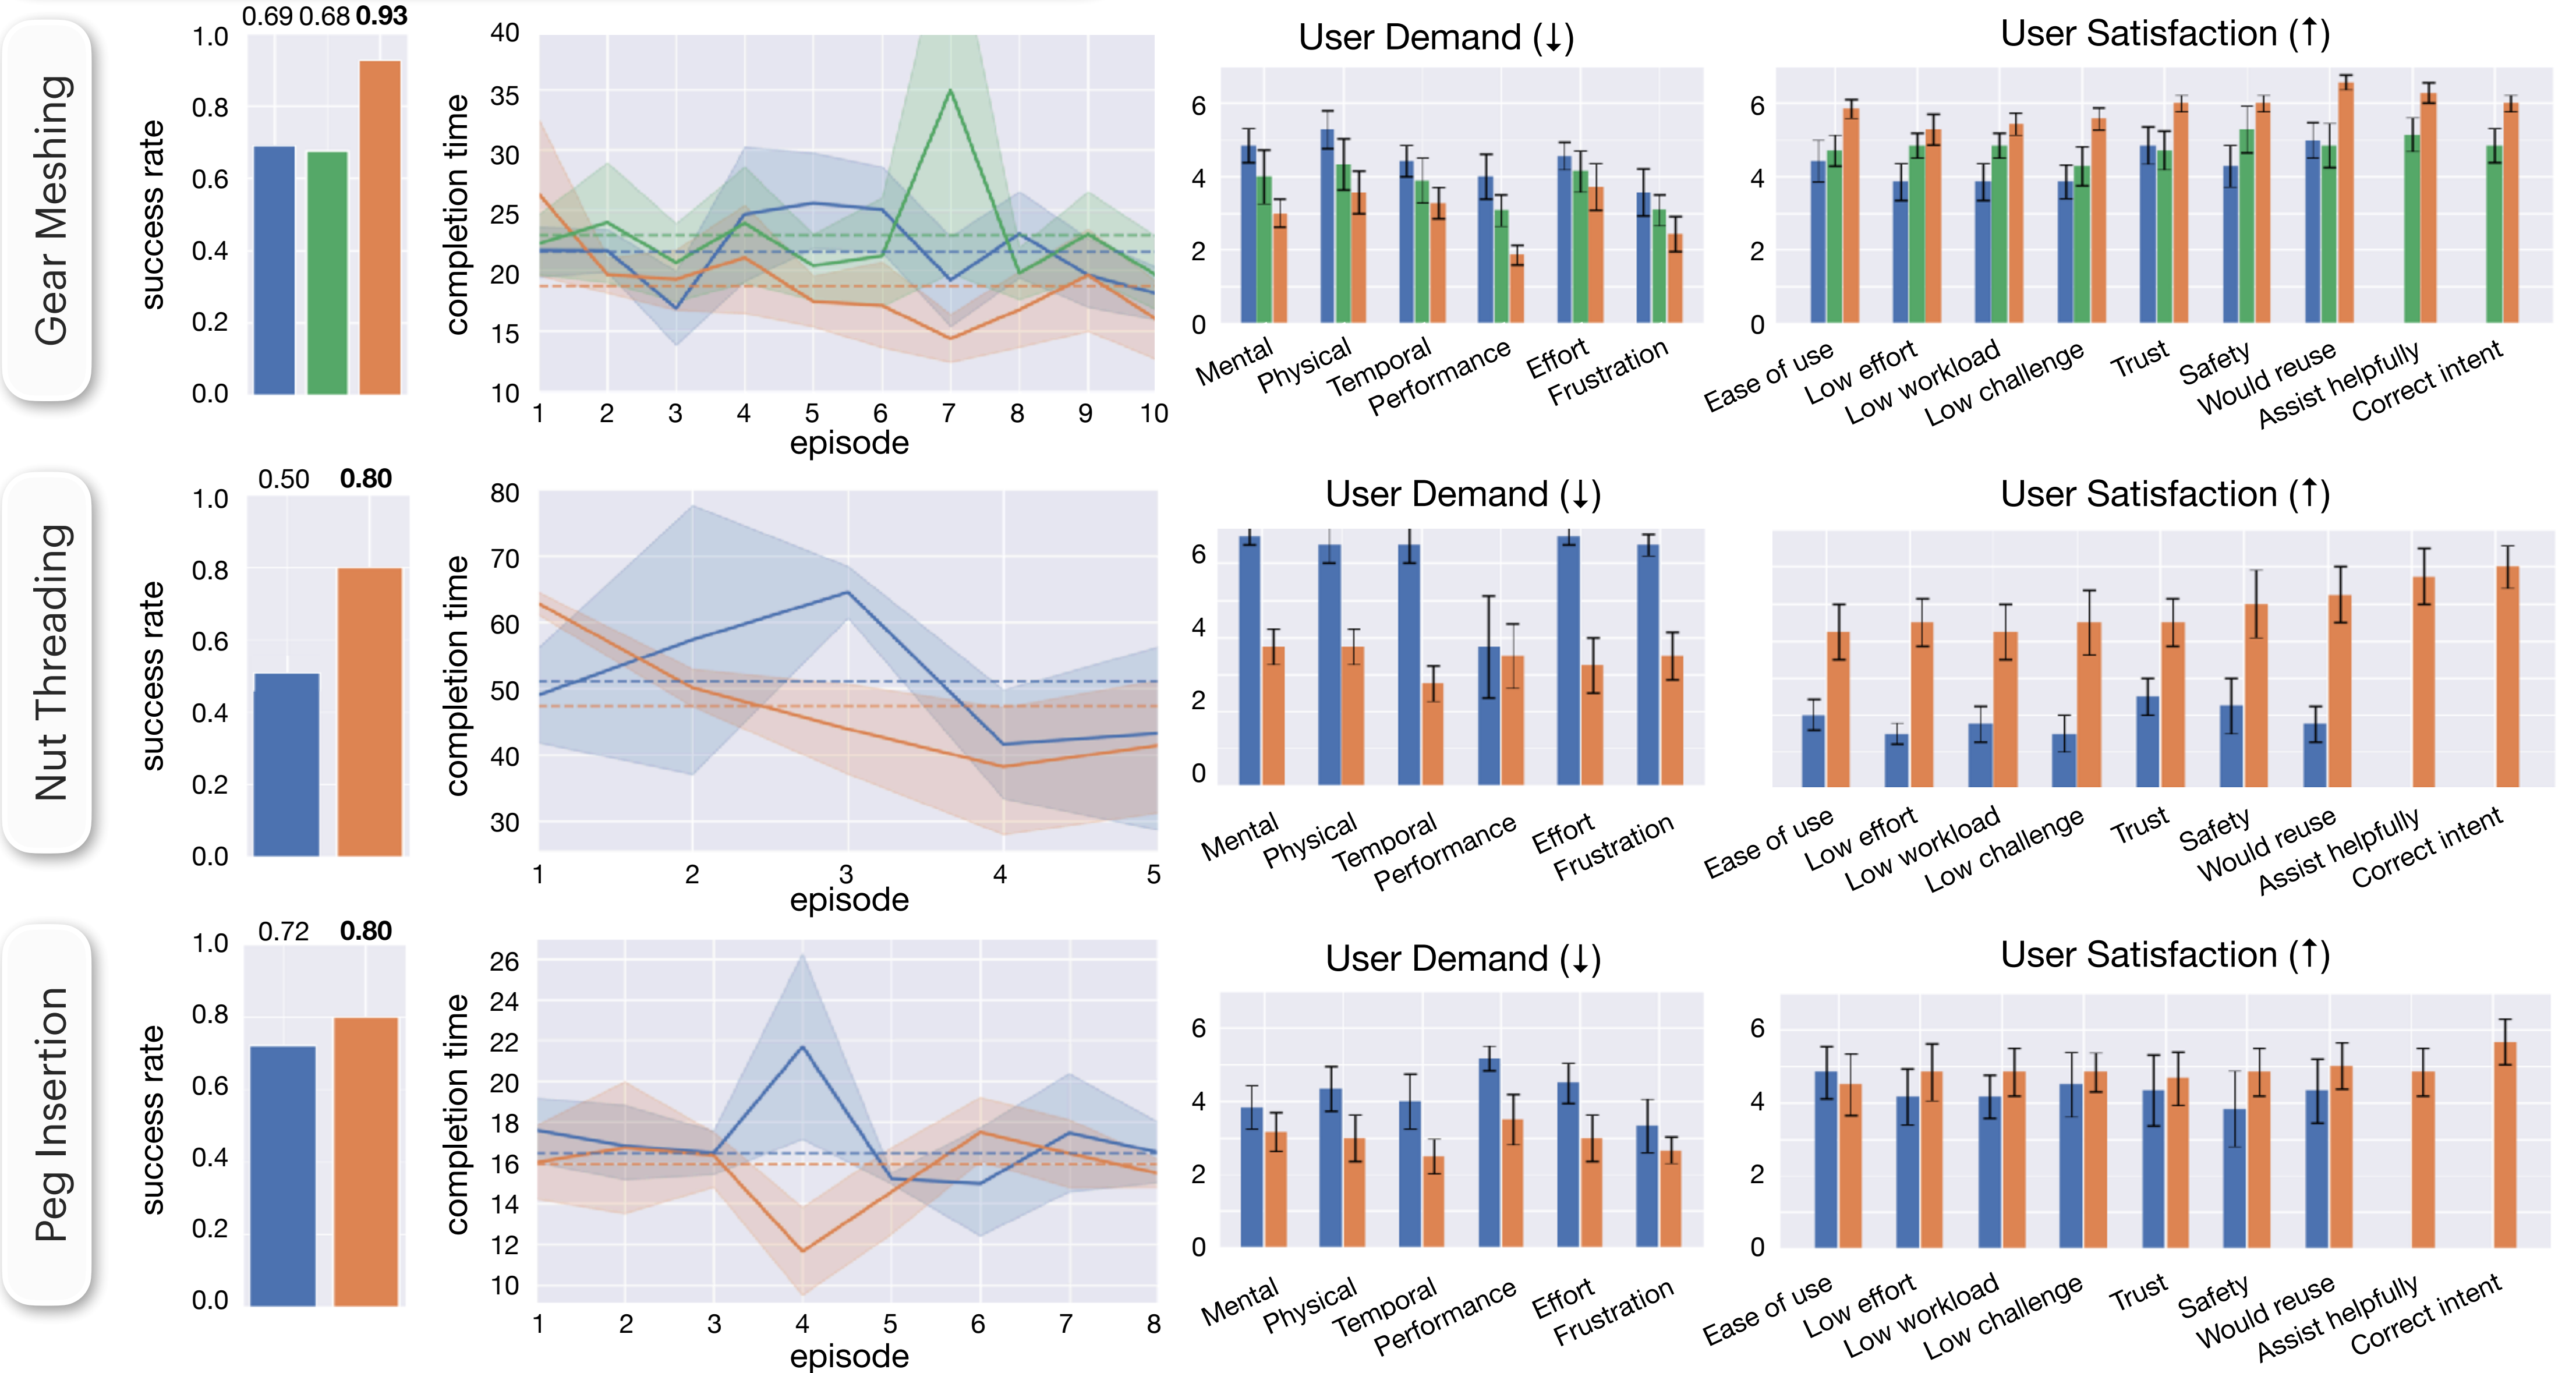 Gear Meshing
0.69 0.68 0.93
success rate
1.0
0.8
0.6
0.4
0.2
0.0
completion time
40
35
30
25
20
15
10
1 2 3 4 5 6 7 8 9 10
episode
User Demand (↓)
6
4
2
0
Mental Physical Temporal Performance Effort Frustration
User Satisfaction (↑)
6
4
2
0
Ease of use Low effort Low workload Low challenge Trust Safety Would reuse Assist helpfully Correct intent
Nut Threading
0.50 0.80
success rate
1.0
0.8
0.6
0.4
0.2
0.0
completion time
80
70
60
50
40
30
1 2 3 4 5
episode
User Demand (↓)
6
4
2
0
Mental Physical Temporal Performance Effort Frustration
User Satisfaction (↑)
Ease of use Low effort Low workload Low challenge Trust Safety Would reuse Assist helpfully Correct intent
Peg Insertion
0.72 0.80
success rate
1.0
0.8
0.6
0.4
0.2
0.0
completion time
26
24
22
20
18
16
14
12
10
1 2 3 4 5 6 7 8
episode
User Demand (↓)
6
4
2
0
Mental Physical Temporal Performance Effort Frustration
User Satisfaction (↑)
6
4
2
0
Ease of use Low effort Low workload Low challenge Trust Safety Would reuse Assist helpfully Correct intent